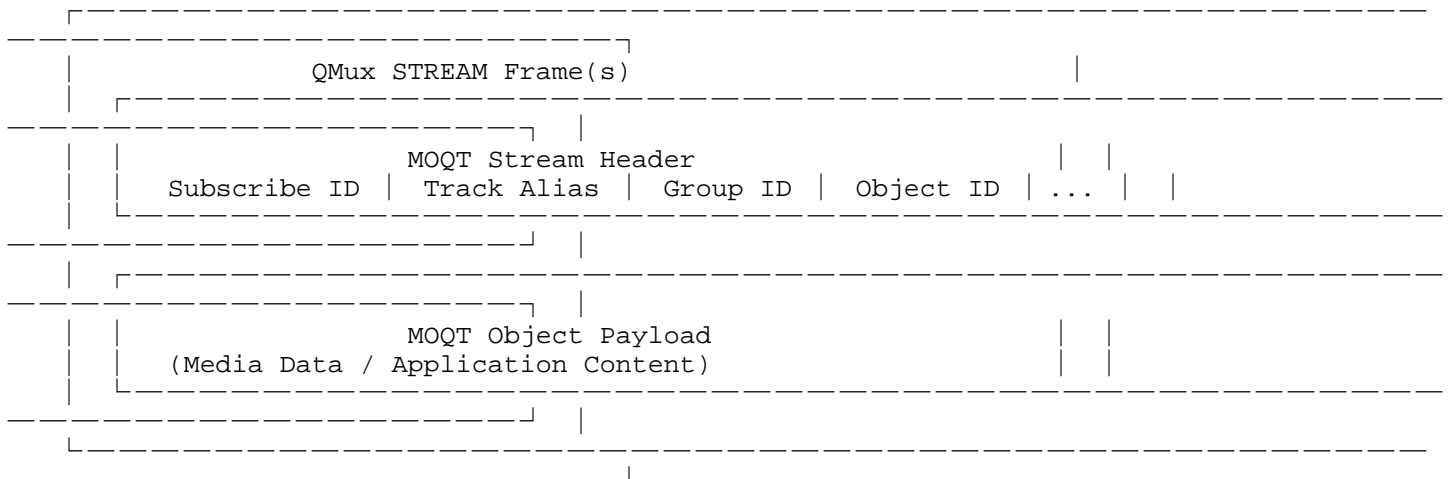 QMux STREAM Frame(s)
MOQT Stream Header
Subscribe ID | Track Alias | Group ID | Object ID | ... | |
MOQT Object Payload
(Media Data / Application Content)